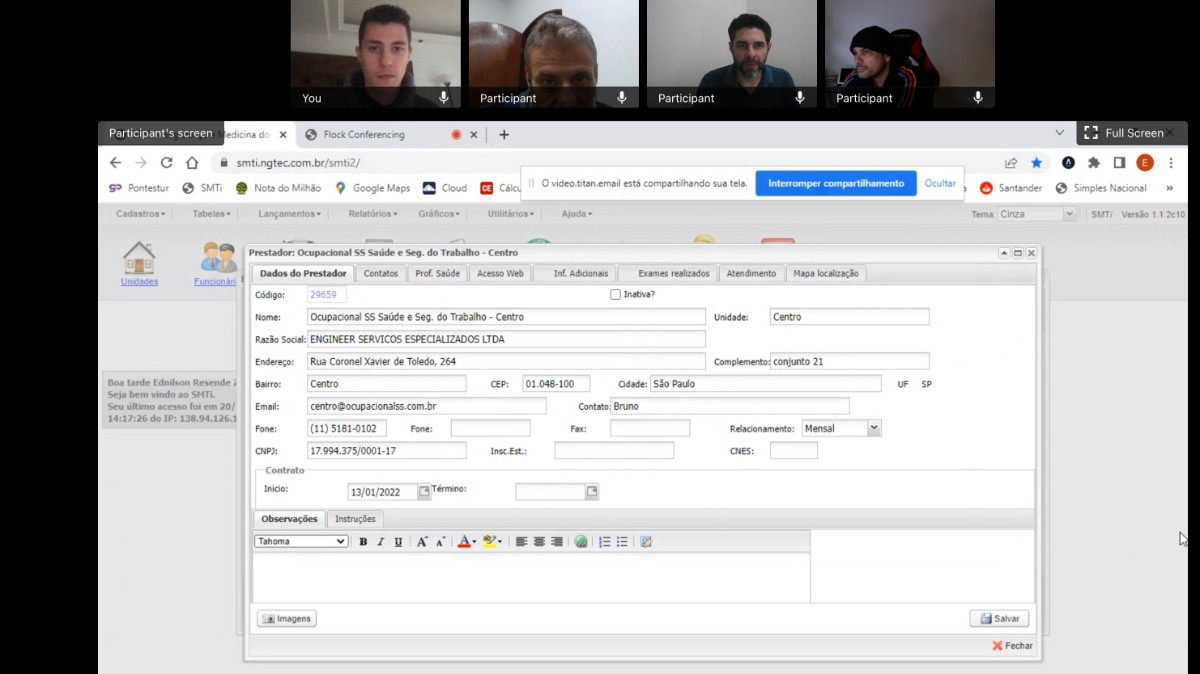 You
Participant
Participant
Participant
Participant's screen
Medicina do
Flock Conferencing
Full Screen
smti.ngtec.com.br/smti2/
O video.titan.email está compartilhando sua tela.
Interromper compartilhamento
Ocultar
Pontestur
SMTi
Nota do Milhão
Google Maps
Cloud
Santander
Simples Nacional
Cadastros
Tabelas
Lançamentos
Relatórios
Gráficos
Utilitários
Ajuda
Tema: Cinza
SMTi Versão 1.1.2c10
Unidades
Prestador: Ocupacional SS Saúde e Seg. do Trabalho - Centro
Dados do Prestador
Contatos
Prof. Saúde
Acesso Web
Inf. Adicionais
Exames realizados
Atendimento
Mapa localização
Código: 29659
Inativa?
Nome: Ocupacional SS Saúde e Seg. do Trabalho - Centro
Unidade: Centro
Razão Social: ENGINEER SERVICOS ESPECIALIZADOS LTDA
Endereço: Rua Coronel Xavier de Toledo, 264
Complemento: conjunto 21
Bairro: Centro
CEP: 01.048-100
Cidade: São Paulo
UF SP
Email: centro@ocupacionalss.com.br
Contato: Bruno
Fone: (11) 5181-0102
Fone:
Fax:
Relacionamento: Mensal
CNPJ: 17.994.375/0001-17
Insc.Est.:
CNES:
Contrato
Inicio: 13/01/2022
Término:
Observações
Instruções
Tahoma
B I U A A A
Imagens
Salvar
Fechar
Boa tarde Ednilson Resende
Seja bem vindo ao SMTi.
Seu último acesso foi em 20/
14:17:26 do IP: 138.94.126.1